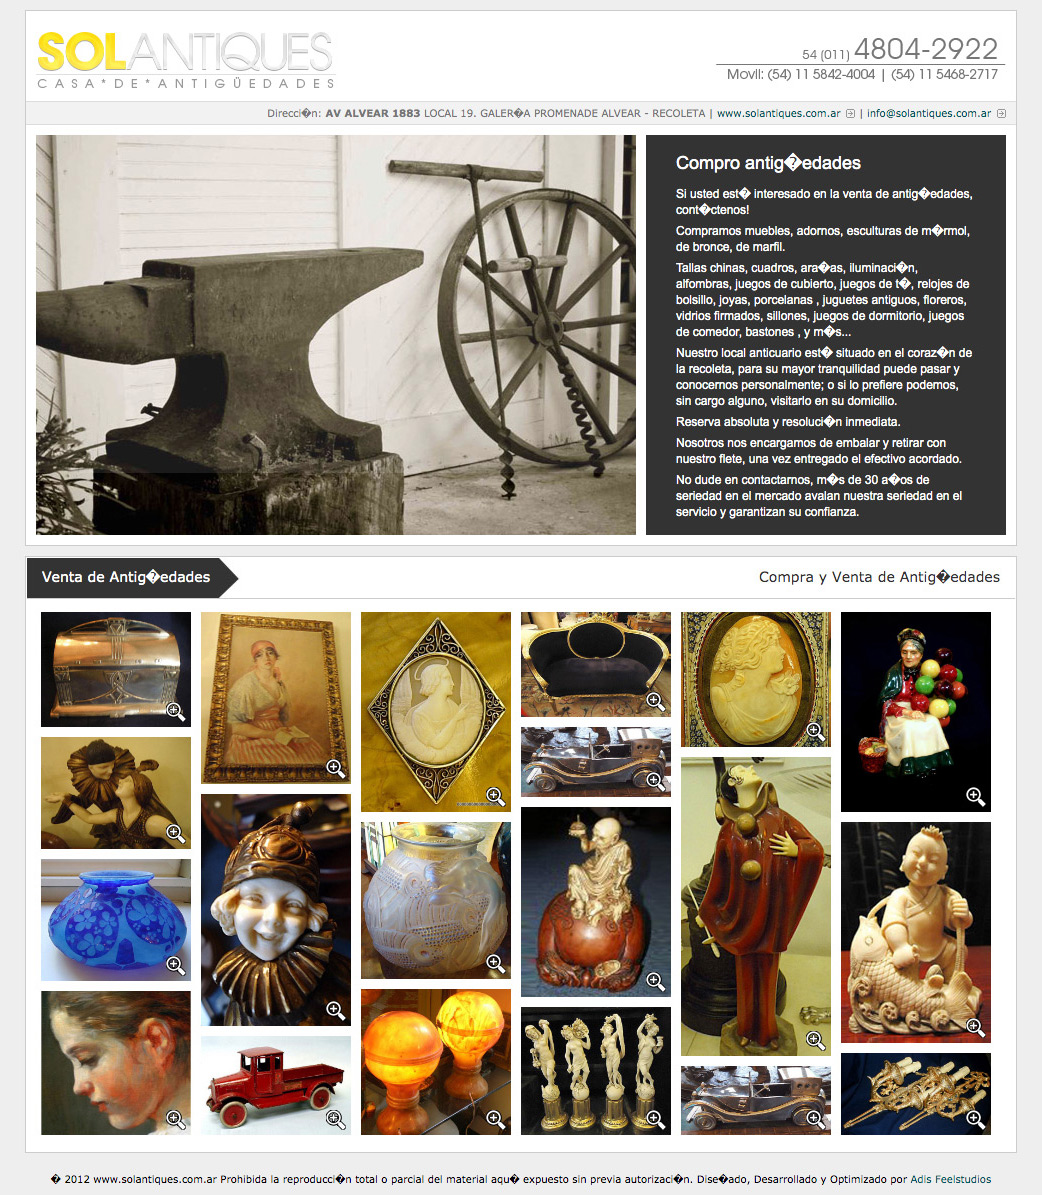 SOLANTIQUES
CASA*DE*ANTIGÜEDADES
54 (011) 4804-2922
Movil: (54) 11 5842-4004 | (54) 11 5468-2717
Direcci�n: AV ALVEAR 1883 LOCAL 19. GALER�A PROMENADE ALVEAR - RECOLETA | www.solantiques.com.ar | info@solantiques.com.ar
Compro antig�edades
Si usted est� interesado en la venta de antig�edades,
cont�ctenos!
Compramos muebles, adornos, esculturas de m�rmol,
de bronce, de marfil.
Tallas chinas, cuadros, ara�as, iluminaci�n,
alfombras, juegos de cubierto, juegos de t�, relojes de
bolsillo, joyas, porcelanas , juguetes antiguos, floreros,
vidrios firmados, sillones, juegos de dormitorio, juegos
de comedor, bastones , y m�s...
Nuestro local anticuario est� situado en el coraz�n de
la recoleta, para su mayor tranquilidad puede pasar y
conocernos personalmente; o si lo prefiere podemos,
sin cargo alguno, visitarlo en su domicilio.
Reserva absoluta y resoluci�n inmediata.
Nosotros nos encargamos de embalar y retirar con
nuestro flete, una vez entregado el efectivo acordado.
No dude en contactarnos, m�s de 30 a�os de
seriedad en el mercado avalan nuestra seriedad en el
servicio y garantizan su confianza.
Venta de Antig�edades
Compra y Venta de Antig�edades
� 2012 www.solantiques.com.ar Prohibida la reproducci�n total o parcial del material aqu� expuesto sin previa autorizaci�n. Dise�ado, Desarrollado y Optimizado por Adis Feelstudios